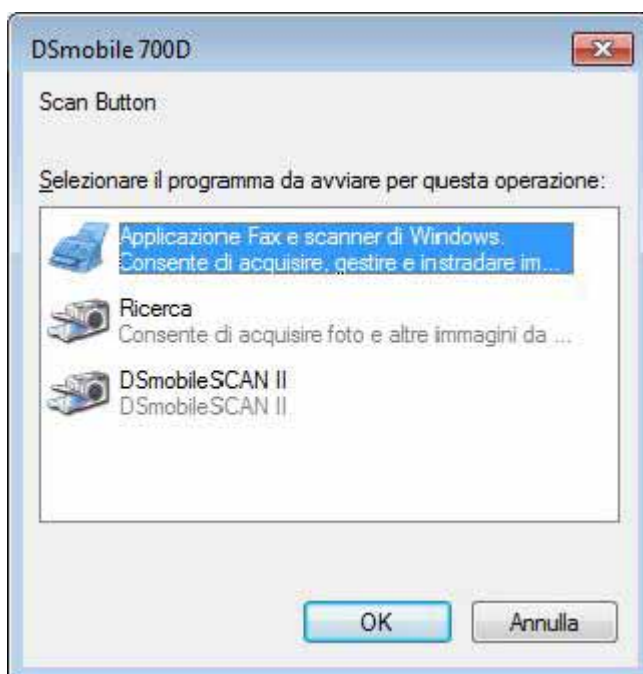 DSmobile 700D
Scan Button
Selezionare il programma da avviare per questa operazione:
Applicazione Fax e scanner di Windows.
Consente di acquisire, gestire e instradare im...
Ricerca
Consente di acquisire foto e altre immagini da ...
DSmobileSCAN II
DSmobileSCAN II
OK
Annulla